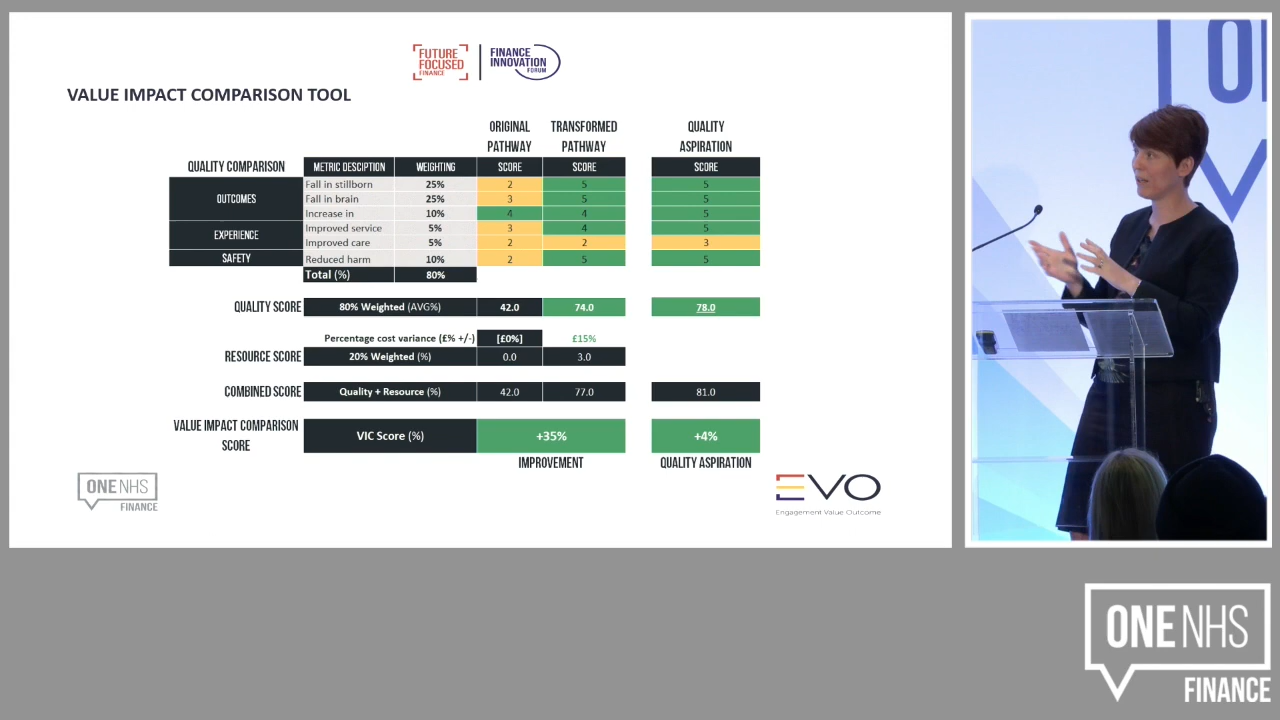 FUTURE
FOCUSED
FINANCE
FINANCE
INNOVATION
FORUM
VALUE IMPACT COMPARISON TOOL
ORIGINAL PATHWAY TRANSFORMED PATHWAY QUALITY ASPIRATION
QUALITY COMPARISON METRIC DESCIPTION WEIGHTING SCORE SCORE SCORE
OUTCOMES
Fall in stillborn 25% 2 5 5
Fall in brain 25% 3 5 5
Increase in 10% 4 4 5
EXPERIENCE
Improved service 5% 3 4 5
Improved care 5% 2 2 3
SAFETY Reduced harm 10% 2 5 5
Total (%) 80%
QUALITY SCORE 80% Weighted (AVG%) 42.0 74.0 78.0
Percentage cost variance (£% +/-) [£0%] £15%
RESOURCE SCORE 20% Weighted (%) 0.0 3.0
COMBINED SCORE Quality + Resource (%) 42.0 77.0 81.0
VALUE IMPACT COMPARISON SCORE VIC Score (%) +35% +4%
IMPROVEMENT QUALITY ASPIRATION
ONE NHS
FINANCE
EVO
Engagement Value Outcome
ONE NHS
FINANCE